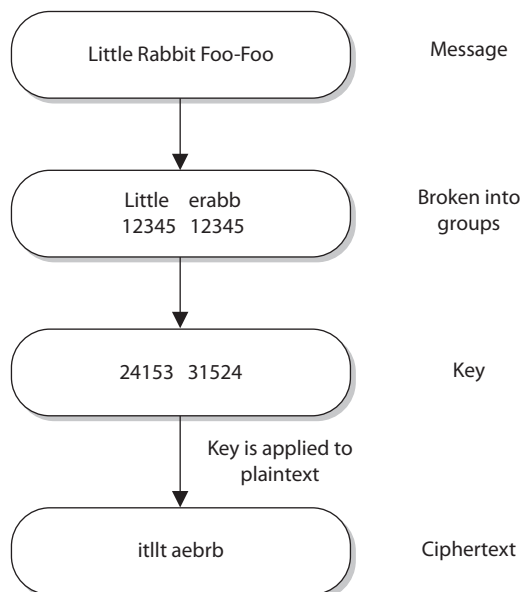 Little Rabbit Foo-Foo
Message
Little erabb
12345 12345
Broken into
groups
24153 31524
Key
Key is applied to
plaintext
itllt aebrb
Ciphertext